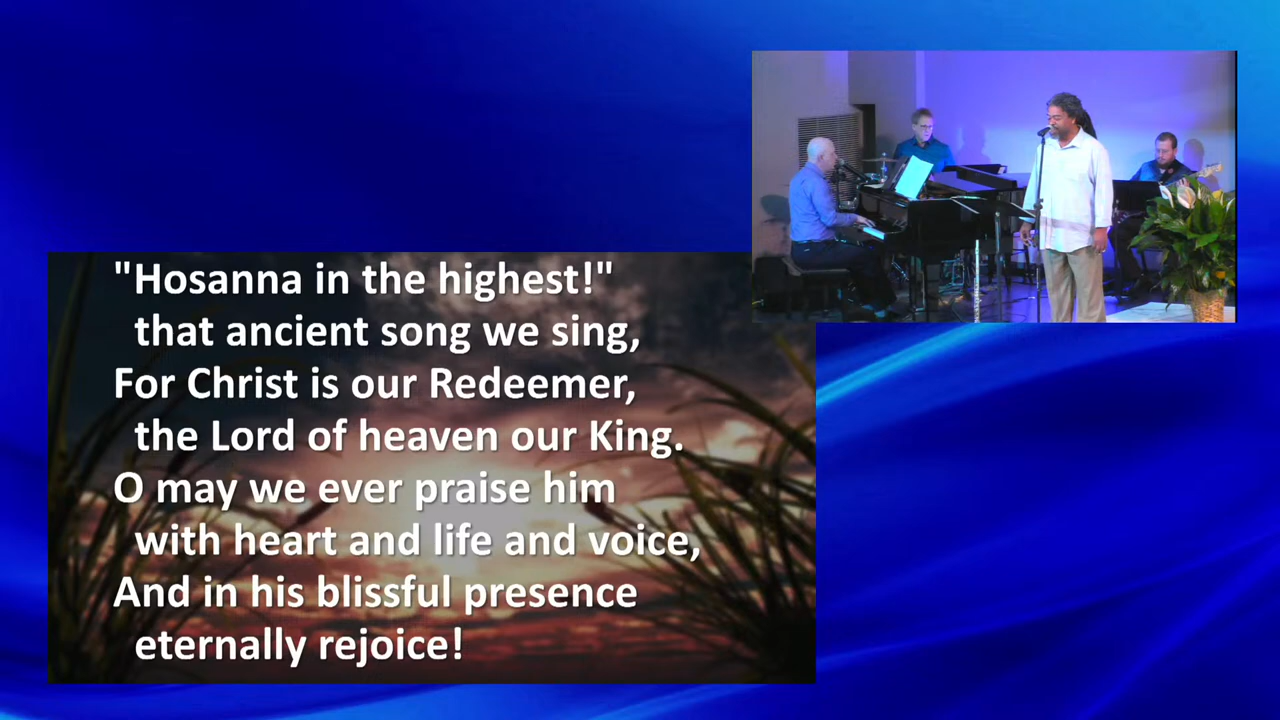 "Hosanna in the highest!"
that ancient song we sing,
For Christ is our Redeemer,
the Lord of heaven our King.
O may we ever praise him
with heart and life and voice,
And in his blissful presence
eternally rejoice!